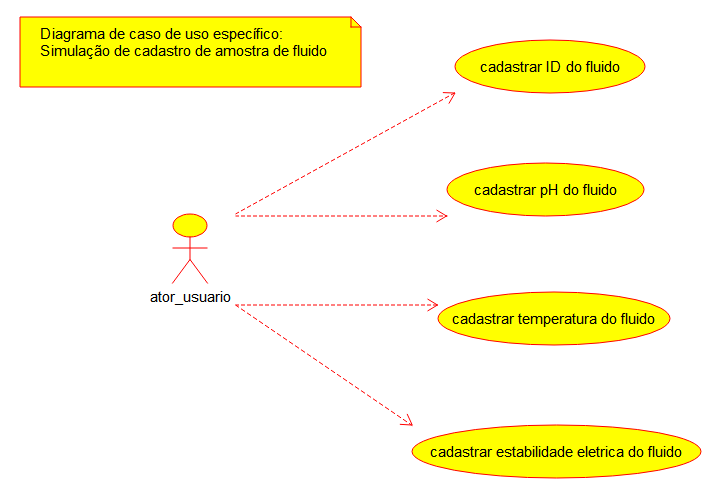 Diagrama de caso de uso específico:
Simulação de cadastro de amostra de fluido
cadastrar ID do fluido
cadastrar pH do fluido
ator_usuario
cadastrar temperatura do fluido
cadastrar estabilidade eletrica do fluido